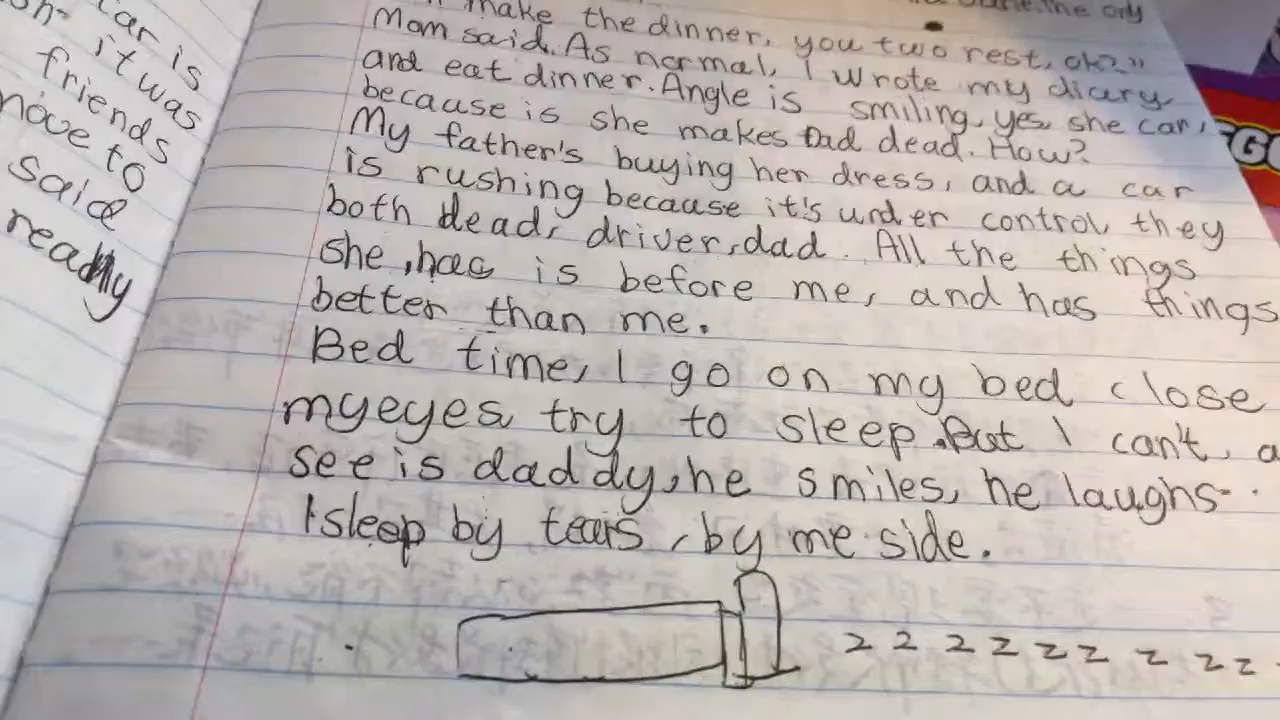 car is
it was
friends
move to
said
ready
the only
make the dinner, you two rest, ok?"
Mom said. As normal, I wrote my diary
and eat dinner. Angle is smiling, yes, she can,
because is she makes Dad dead. How?
My father's buying her dress, and a car
is rushing because it's under control, they
both dead, driver, dad. All the things
she, has is before me, and has things
better than me.
Bed time, I go on my bed close
my eyes, try to sleep. But I can't, a
see is daddy, he smiles, he laughs
I sleep by tears, by me side.
z z z z z z z z z